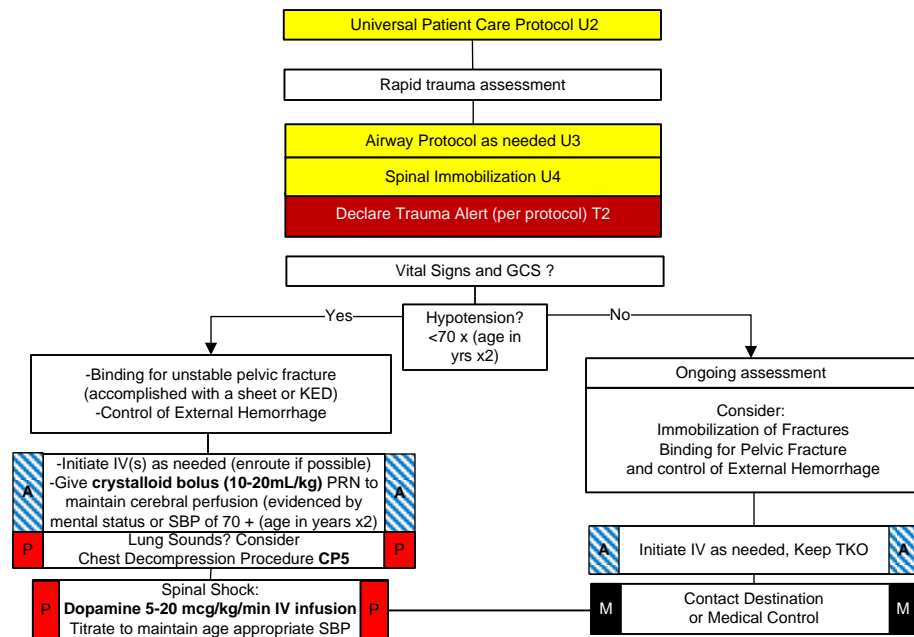 Universal Patient Care Protocol U2
Rapid trauma assessment
Airway Protocol as needed U3
Spinal Immobilization U4
Declare Trauma Alert (per protocol) T2
Vital Signs and GCS ?
Yes
Hypotension?
<70 x (age in
yrs x2)
No
-Binding for unstable pelvic fracture
(accomplished with a sheet or KED)
-Control of External Hemorrhage
A
-Initiate IV(s) as needed (enroute if possible)
-Give crystalloid bolus (10-20mL/kg) PRN to
maintain cerebral perfusion (evidenced by
mental status or SBP of 70 + (age in years x2)
A
P
Lung Sounds? Consider
Chest Decompression Procedure CP5
P
P
Spinal Shock:
Dopamine 5-20 mcg/kg/min IV infusion
Titrate to maintain age appropriate SBP
P
Ongoing assessment
Consider:
Immobilization of Fractures
Binding for Pelvic Fracture
and control of External Hemorrhage
A
Initiate IV as needed, Keep TKO
A
M
Contact Destination
or Medical Control
M